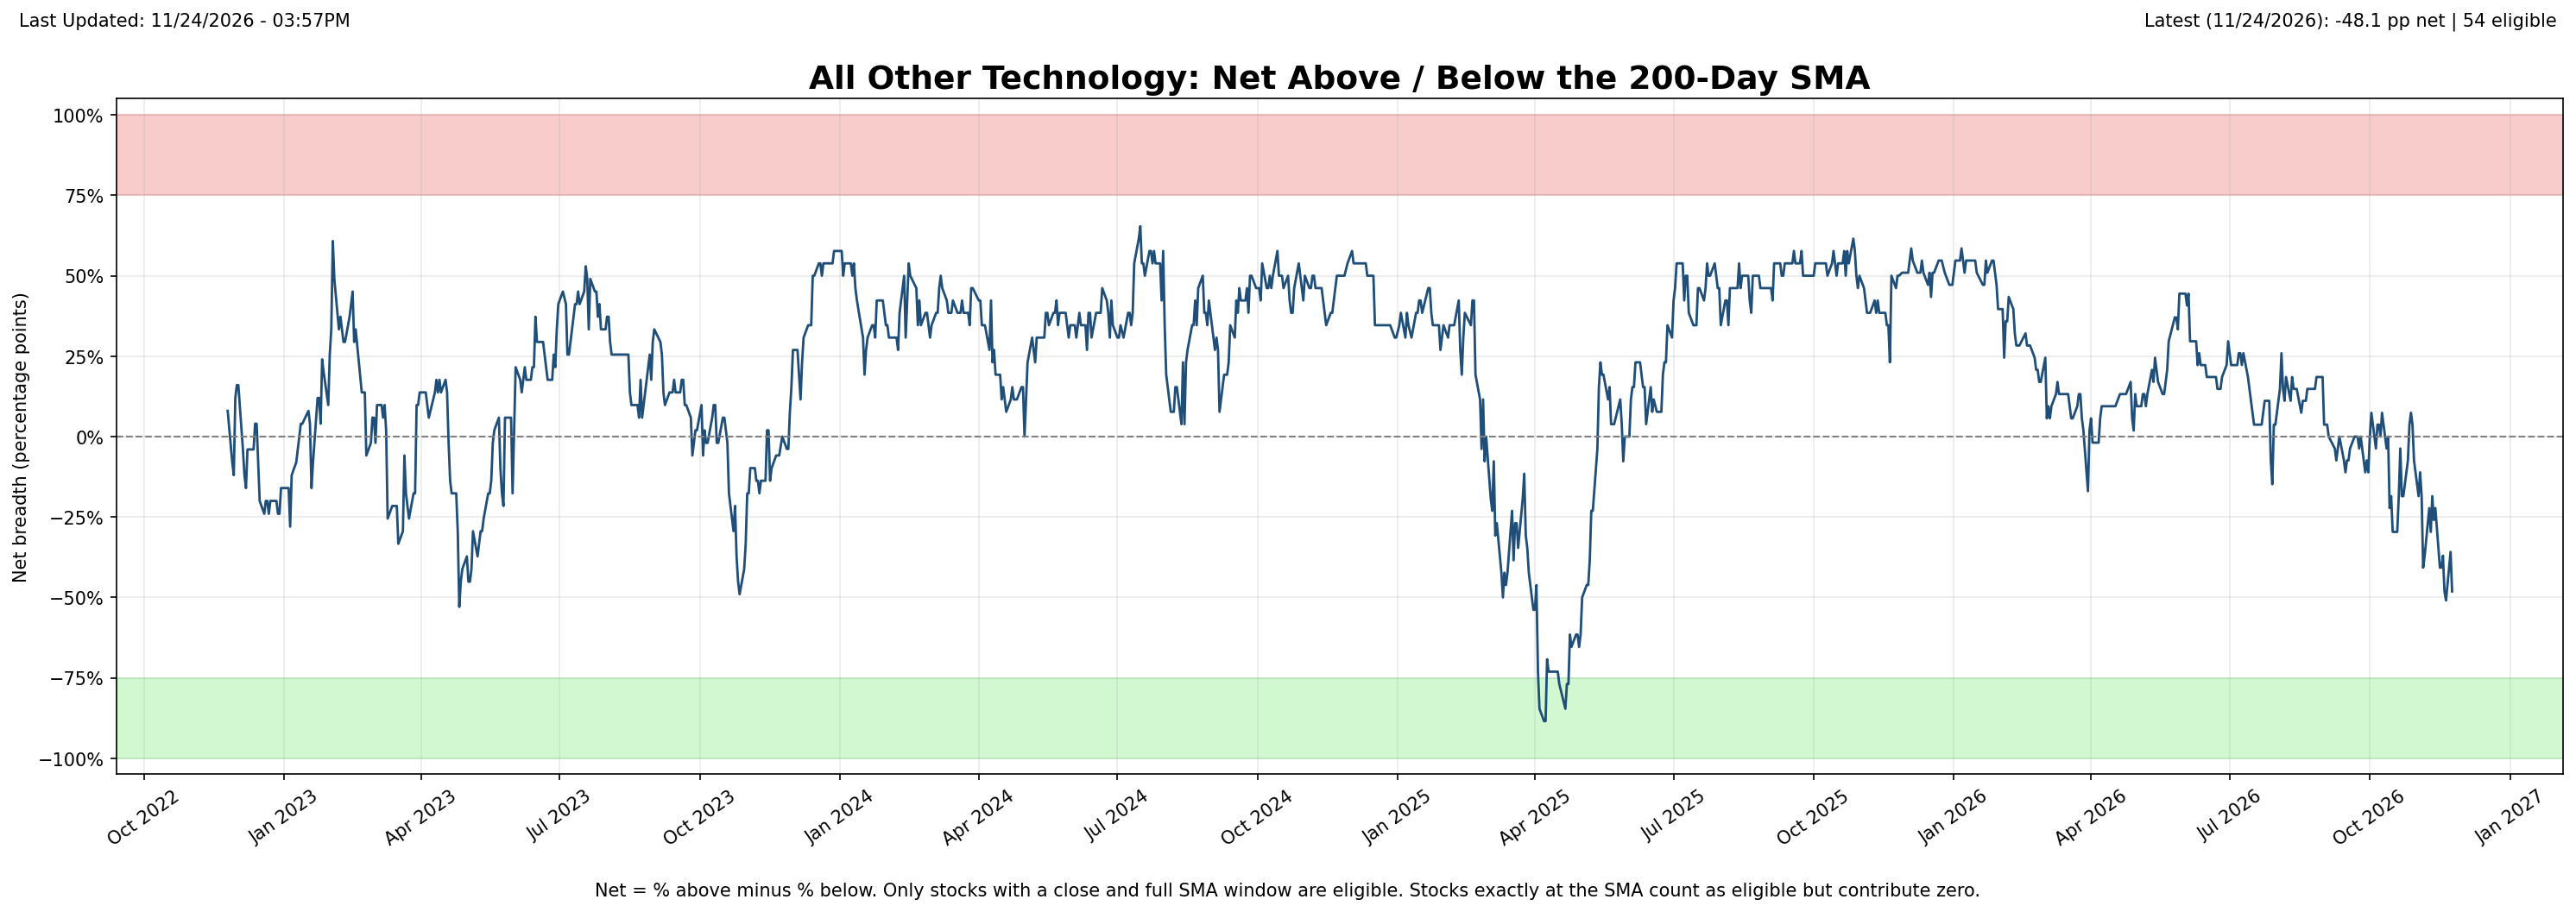 Last Updated: 11/24/2026 - 03:57PM
Latest (11/24/2026): -48.1 pp net | 54 eligible
All Other Technology: Net Above / Below the 200-Day SMA
Net breadth (percentage points)
100%
75%
50%
25%
0%
−25%
−50%
−75%
−100%
Oct 2022
Jan 2023
Apr 2023
Jul 2023
Oct 2023
Jan 2024
Apr 2024
Jul 2024
Oct 2024
Jan 2025
Apr 2025
Jul 2025
Oct 2025
Jan 2026
Apr 2026
Jul 2026
Oct 2026
Jan 2027
Net = % above minus % below. Only stocks with a close and full SMA window are eligible. Stocks exactly at the SMA count as eligible but contribute zero.